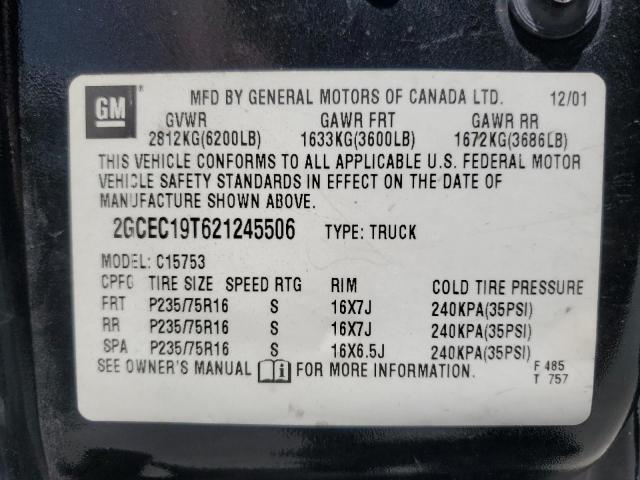 GM
MFD BY GENERAL MOTORS OF CANADA LTD. 12/01
GVWR GAWR FRT GAWR RR
2812KG(6200LB) 1633KG(3600LB) 1672KG(3686LB)
THIS VEHICLE CONFORMS TO ALL APPLICABLE U.S. FEDERAL MOTOR
VEHICLE SAFETY STANDARDS IN EFFECT ON THE DATE OF
MANUFACTURE SHOWN ABOVE.
2GCEC19T621245506 TYPE: TRUCK
MODEL: C15753
CPFG TIRE SIZE SPEED RTG RIM COLD TIRE PRESSURE
FRT P235/75R16 S 16X7J 240KPA(35PSI)
RR P235/75R16 S 16X7J 240KPA(35PSI)
SPA P235/75R16 S 16X6.5J 240KPA(35PSI)
SEE OWNER'S MANUAL i FOR MORE INFORMATION.
F 485
T 757